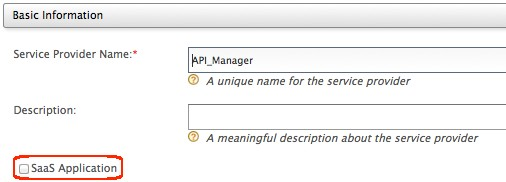 Basic Information
Service Provider Name:* API_Manager
? A unique name for the service provider
Description:
? A meaningful description about the service provider
SaaS Application